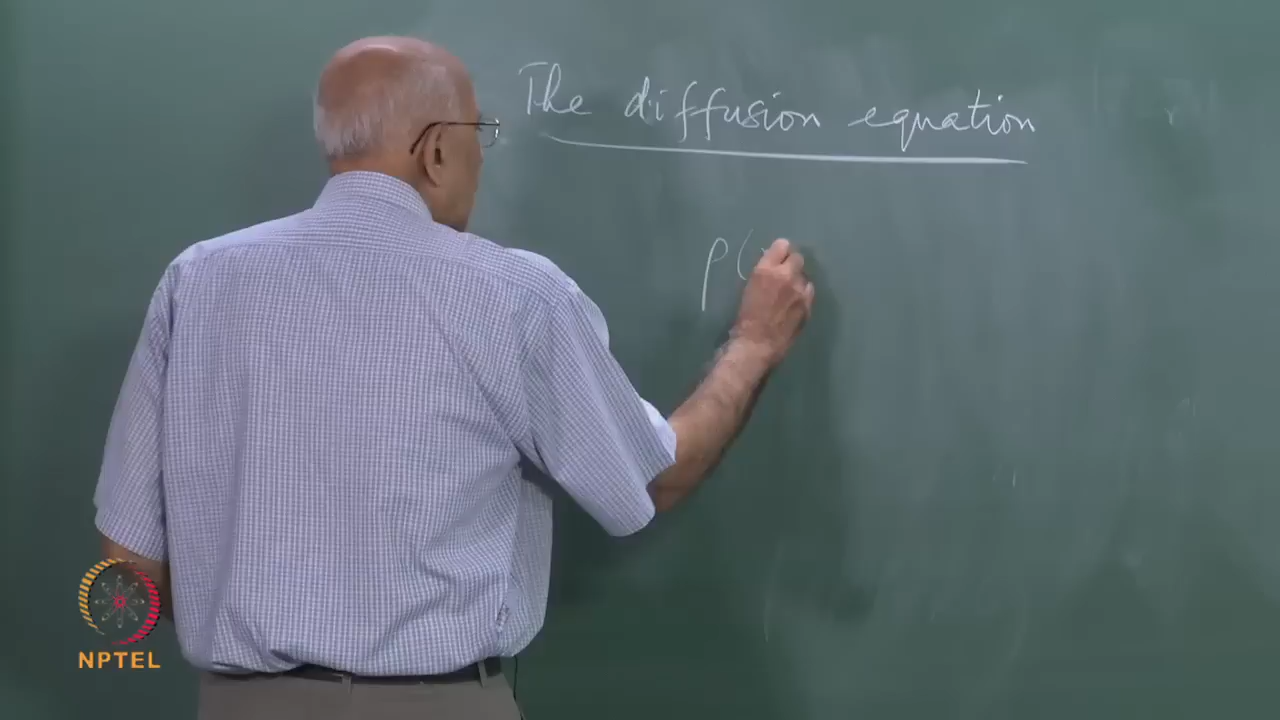 The diffusion equation
ρ(
NPTEL